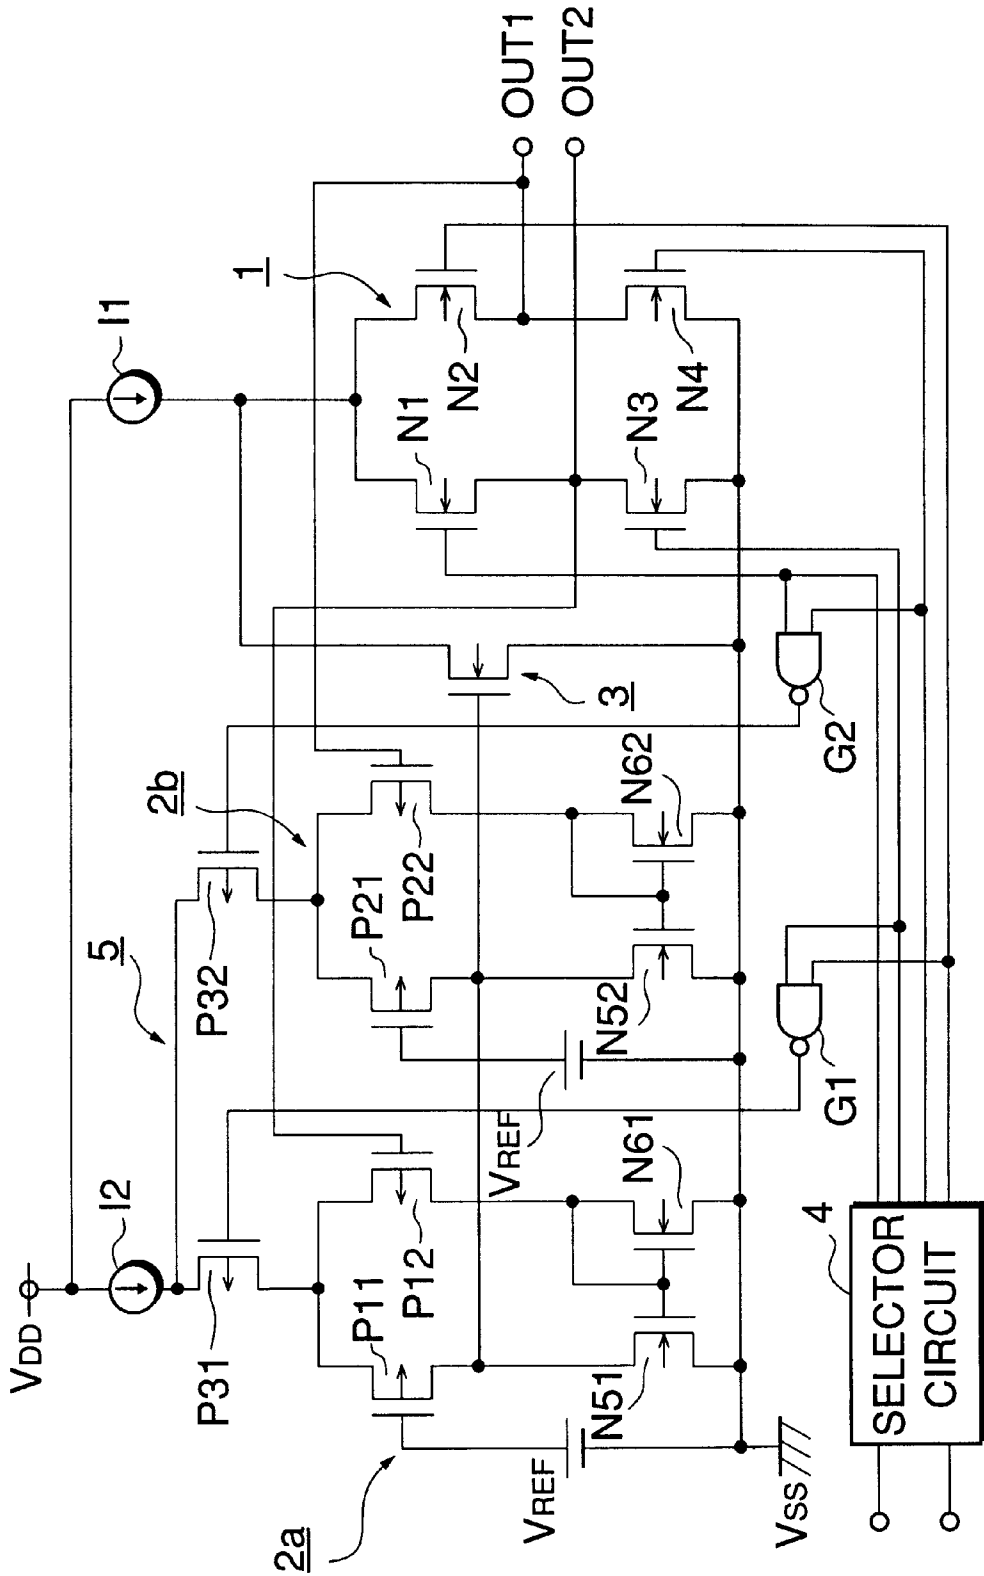 VDD
I2
I1
5
P31
P32
2b
1
P11
P12
P21
P22
N1
N2
OUT1
OUT2
2a
VREF
VREF
3
N51
N61
N52
N62
N3
N4
VSS
G1
G2
4
SELECTOR
CIRCUIT